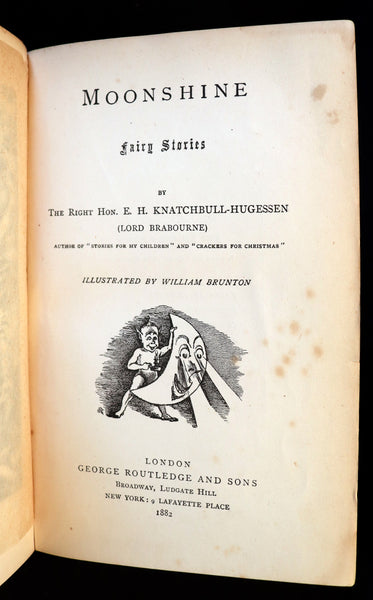 MOONSHINE
Fairy Stories
BY
THE RIGHT HON. E. H. KNATCHBULL-HUGESSEN
(LORD BRABOURNE)
AUTHOR OF "STORIES FOR MY CHILDREN" AND "CRACKERS FOR CHRISTMAS"
ILLUSTRATED BY WILLIAM BRUNTON
LONDON
GEORGE ROUTLEDGE AND SONS
BROADWAY, LUDGATE HILL
NEW YORK: 9 LAFAYETTE PLACE
1882